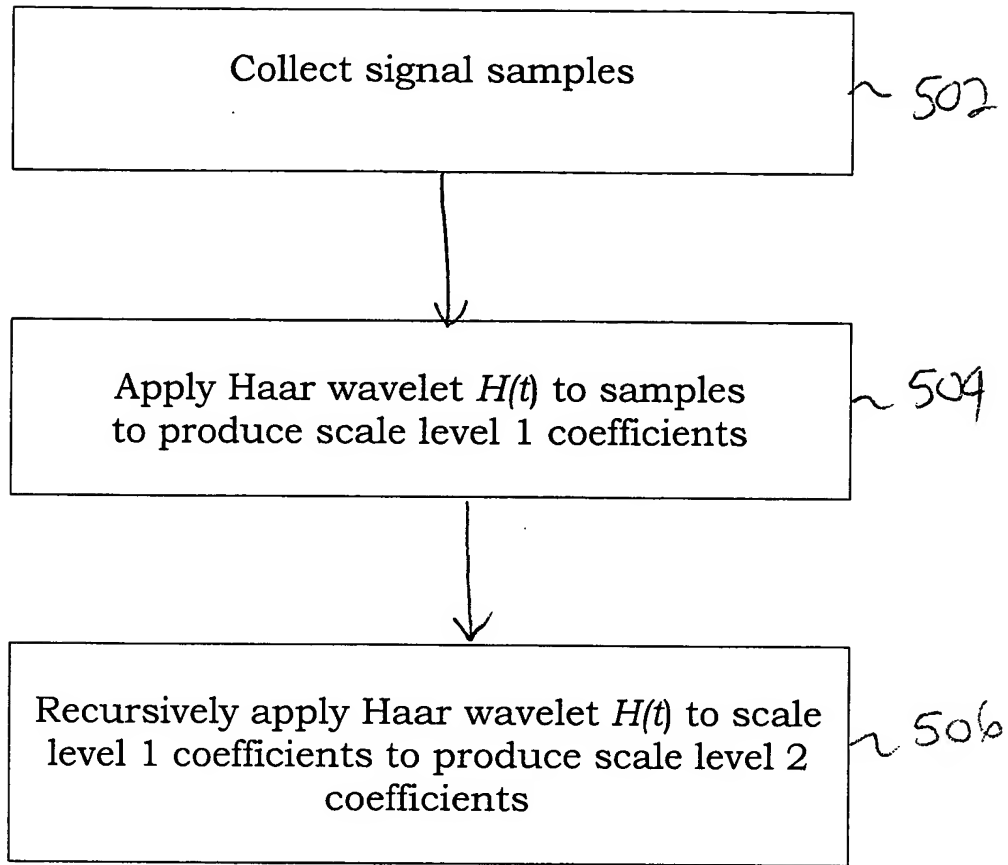 Collect signal samples
502
Apply Haar wavelet H(t) to samples
to produce scale level 1 coefficients
504
Recursively apply Haar wavelet H(t) to scale
level 1 coefficients to produce scale level 2
coefficients
506